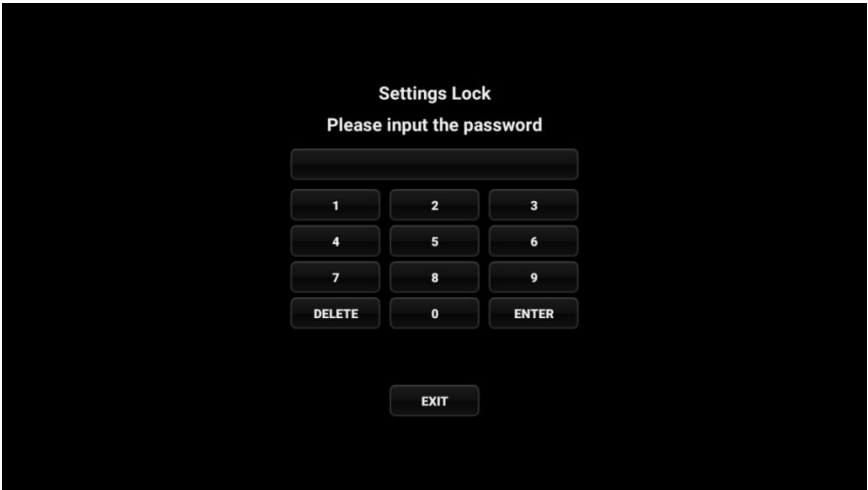 Settings Lock
Please input the password
1 2 3
4 5 6
7 8 9
DELETE 0 ENTER
EXIT